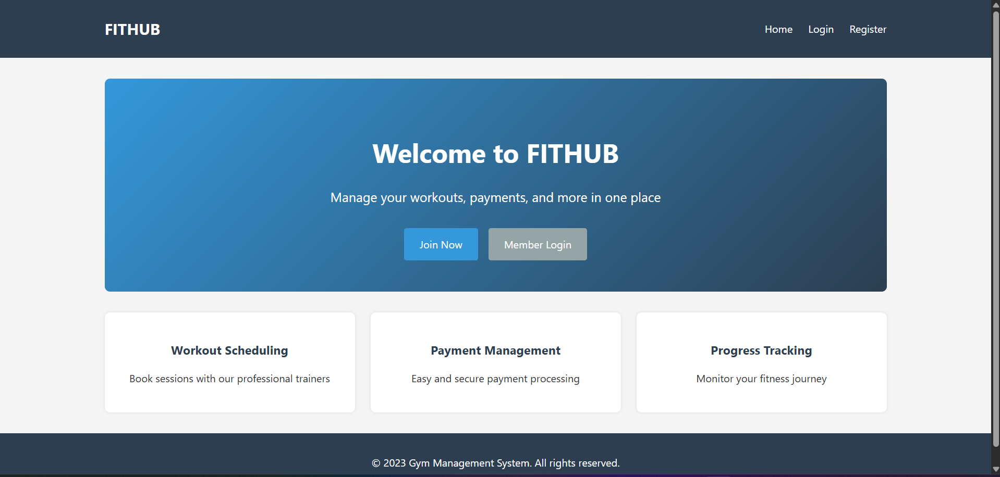 FITHUB
Home Login Register
Welcome to FITHUB
Manage your workouts, payments, and more in one place
Join Now Member Login
Workout Scheduling
Book sessions with our professional trainers
Payment Management
Easy and secure payment processing
Progress Tracking
Monitor your fitness journey
© 2023 Gym Management System. All rights reserved.